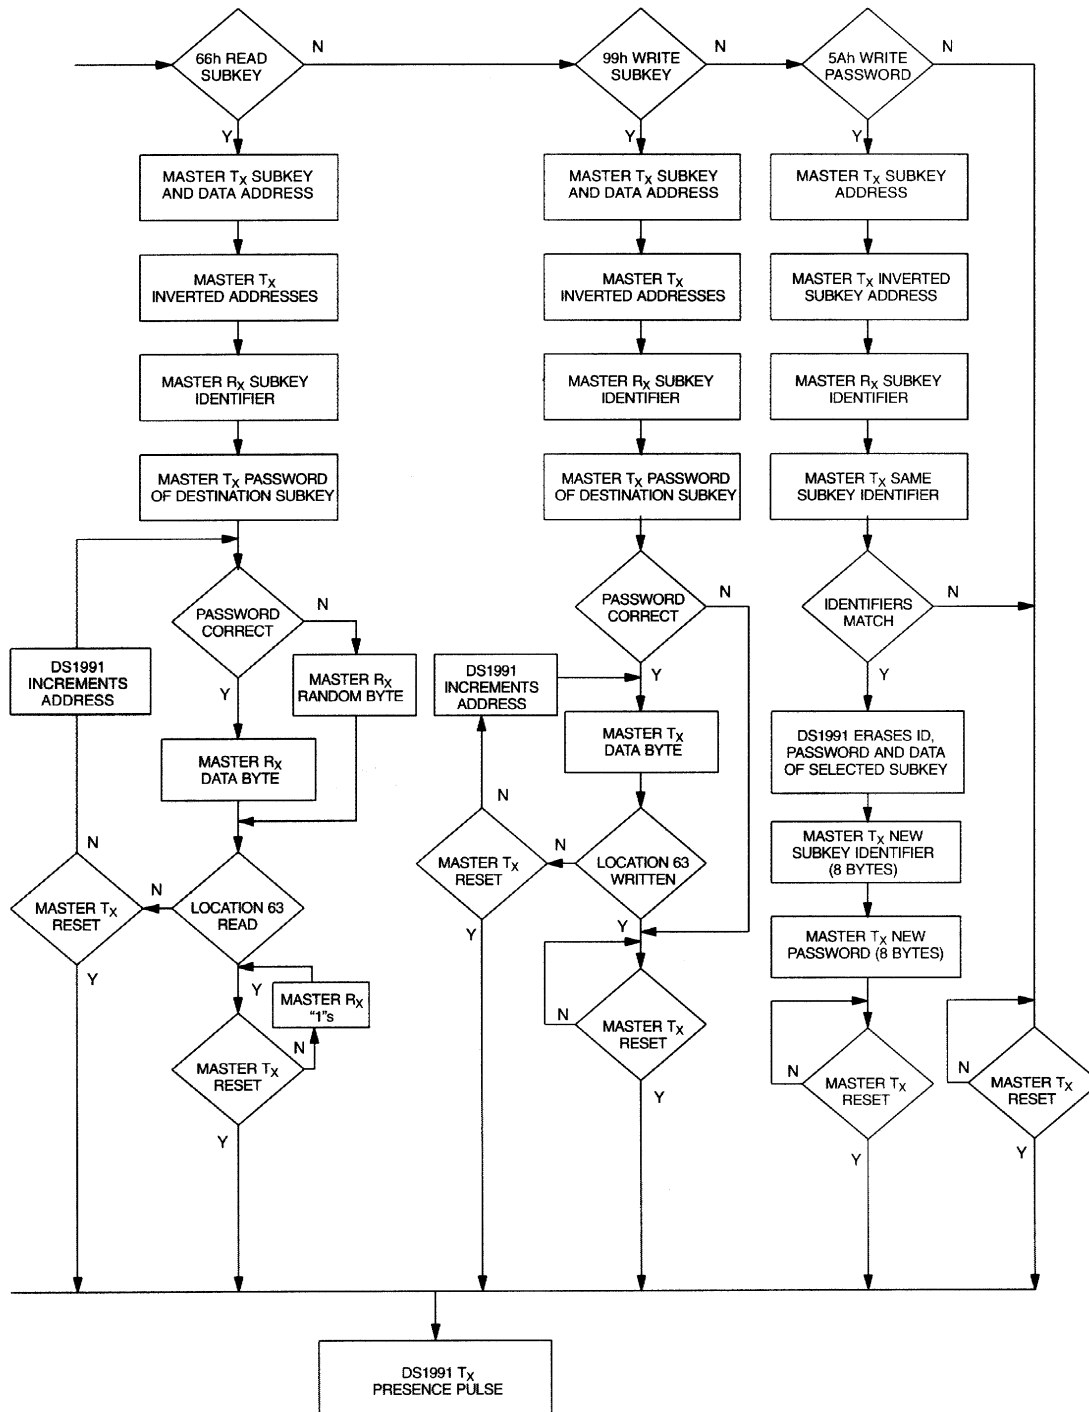 66h READ
SUBKEY
N
Y
99h WRITE
SUBKEY
N
Y
5Ah WRITE
PASSWORD
N
Y
MASTER TX SUBKEY
AND DATA ADDRESS
MASTER TX
INVERTED ADDRESSES
MASTER RX SUBKEY
IDENTIFIER
MASTER TX PASSWORD
OF DESTINATION SUBKEY
PASSWORD
CORRECT
N
Y
MASTER RX
RANDOM BYTE
DS1991
INCREMENTS
ADDRESS
MASTER RX
DATA BYTE
N
MASTER TX
RESET
Y
N
LOCATION 63
READ
Y
MASTER RX
"1"s
N
MASTER TX
RESET
Y
MASTER TX SUBKEY
AND DATA ADDRESS
MASTER TX
INVERTED ADDRESSES
MASTER RX SUBKEY
IDENTIFIER
MASTER TX PASSWORD
OF DESTINATION SUBKEY
PASSWORD
CORRECT
N
Y
DS1991
INCREMENTS
ADDRESS
MASTER TX
DATA BYTE
N
MASTER TX
RESET
Y
N
LOCATION 63
WRITTEN
Y
N
MASTER TX
RESET
Y
MASTER TX SUBKEY
ADDRESS
MASTER TX INVERTED
SUBKEY ADDRESS
MASTER RX SUBKEY
IDENTIFIER
MASTER TX SAME
SUBKEY IDENTIFIER
IDENTIFIERS
MATCH
N
Y
DS1991 ERASES ID,
PASSWORD AND DATA
OF SELECTED SUBKEY
MASTER TX NEW
SUBKEY IDENTIFIER
(8 BYTES)
MASTER TX NEW
PASSWORD (8 BYTES)
N
MASTER TX
RESET
Y
N
MASTER TX
RESET
Y
DS1991 TX
PRESENCE PULSE